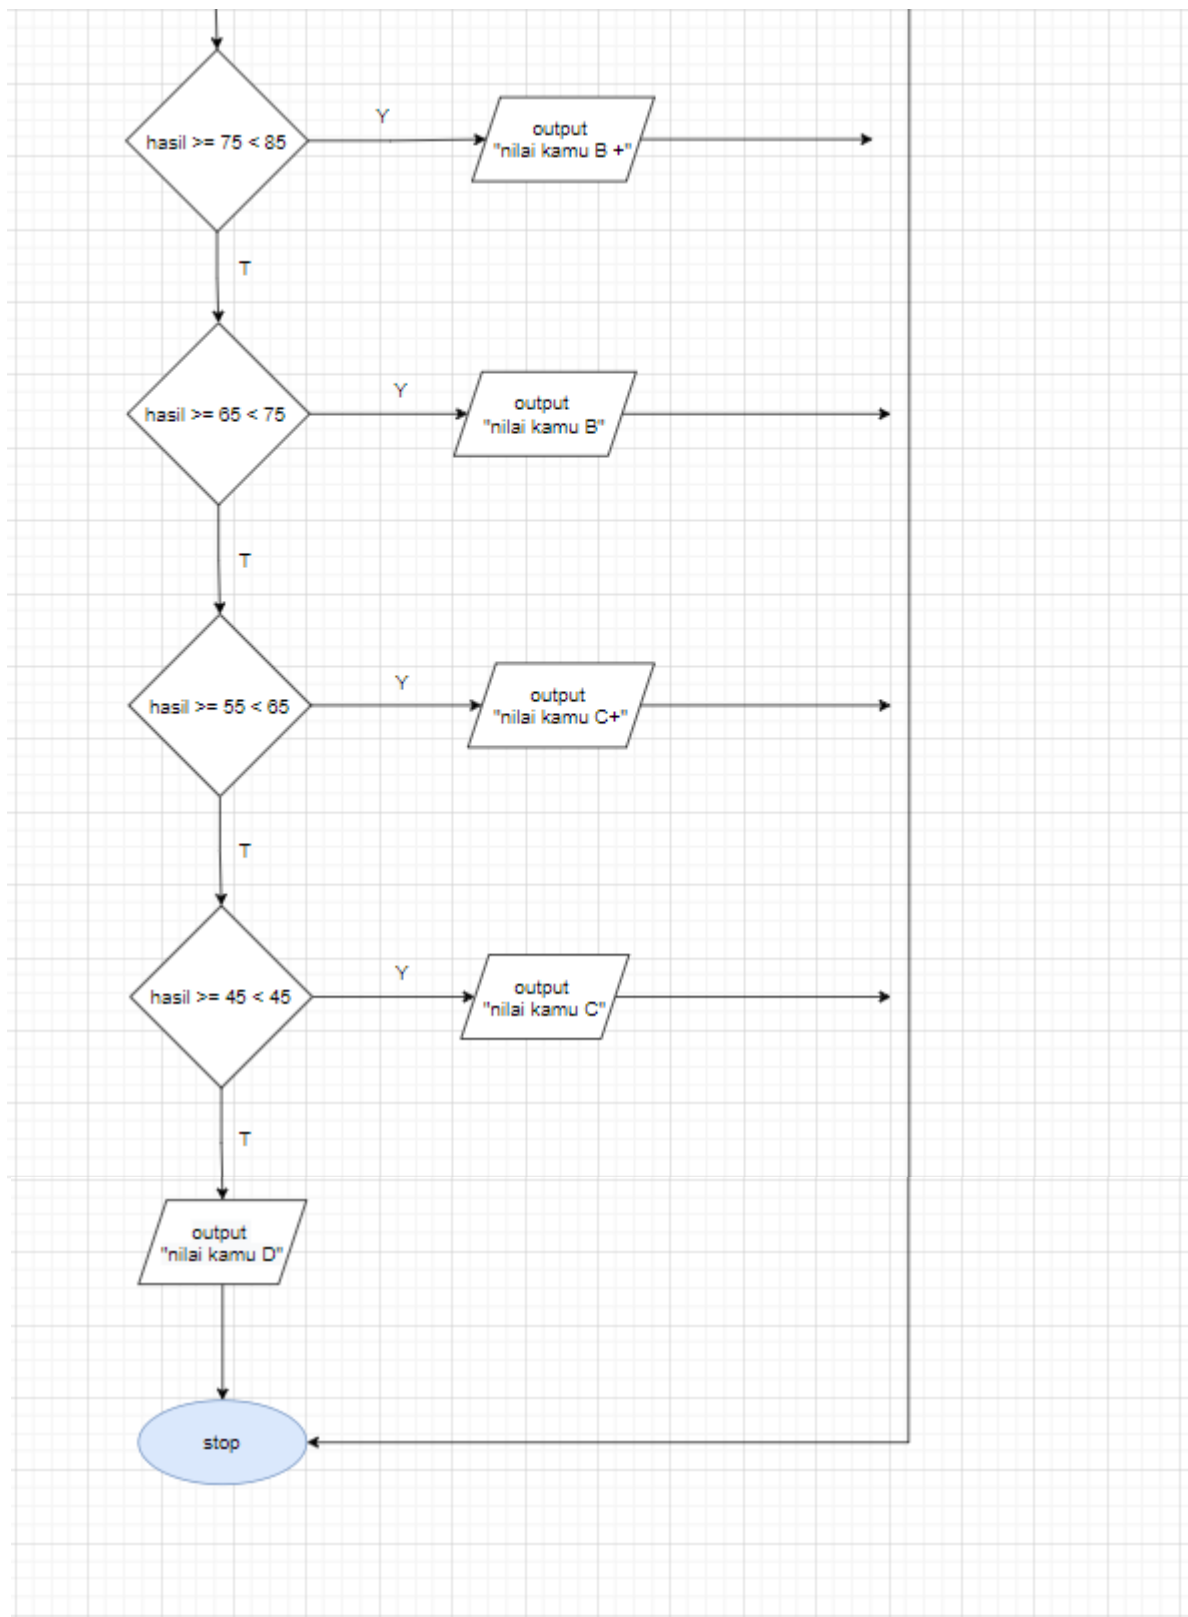 hasil >= 75 < 85
Y
output
"nilai kamu B +"
T
hasil >= 65 < 75
Y
output
"nilai kamu B"
T
hasil >= 55 < 65
Y
output
"nilai kamu C+"
T
hasil >= 45 < 45
Y
output
"nilai kamu C"
T
output
"nilai kamu D"
stop